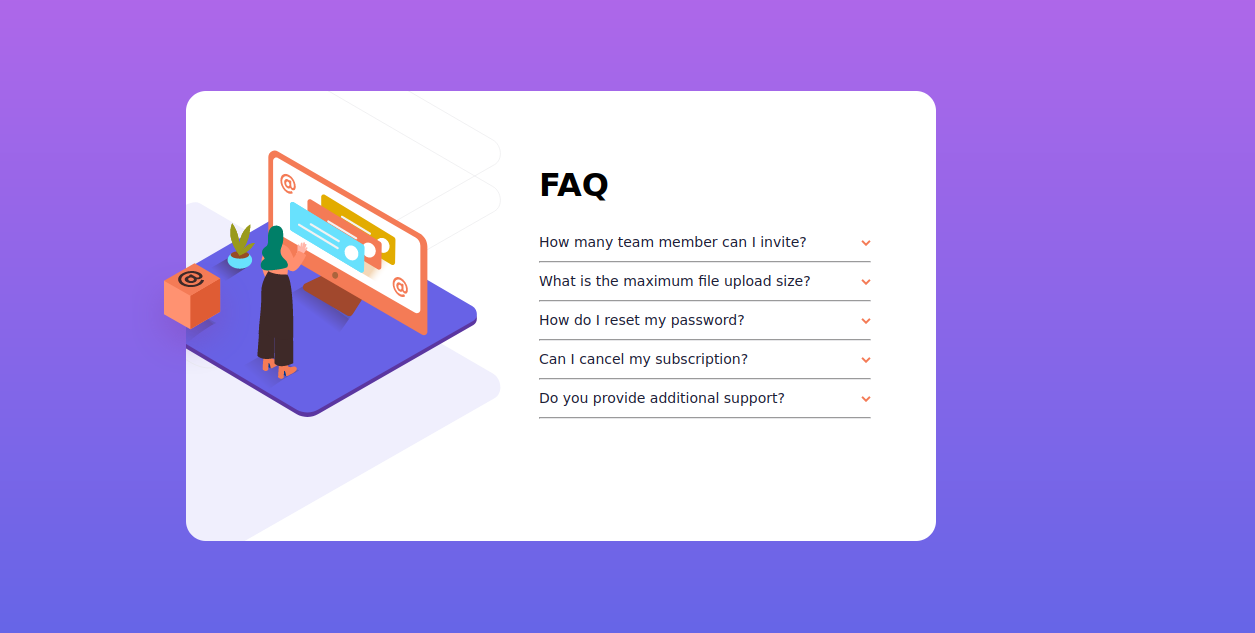 @
@
@
FAQ
How many team member can I invite?
What is the maximum file upload size?
How do I reset my password?
Can I cancel my subscription?
Do you provide additional support?